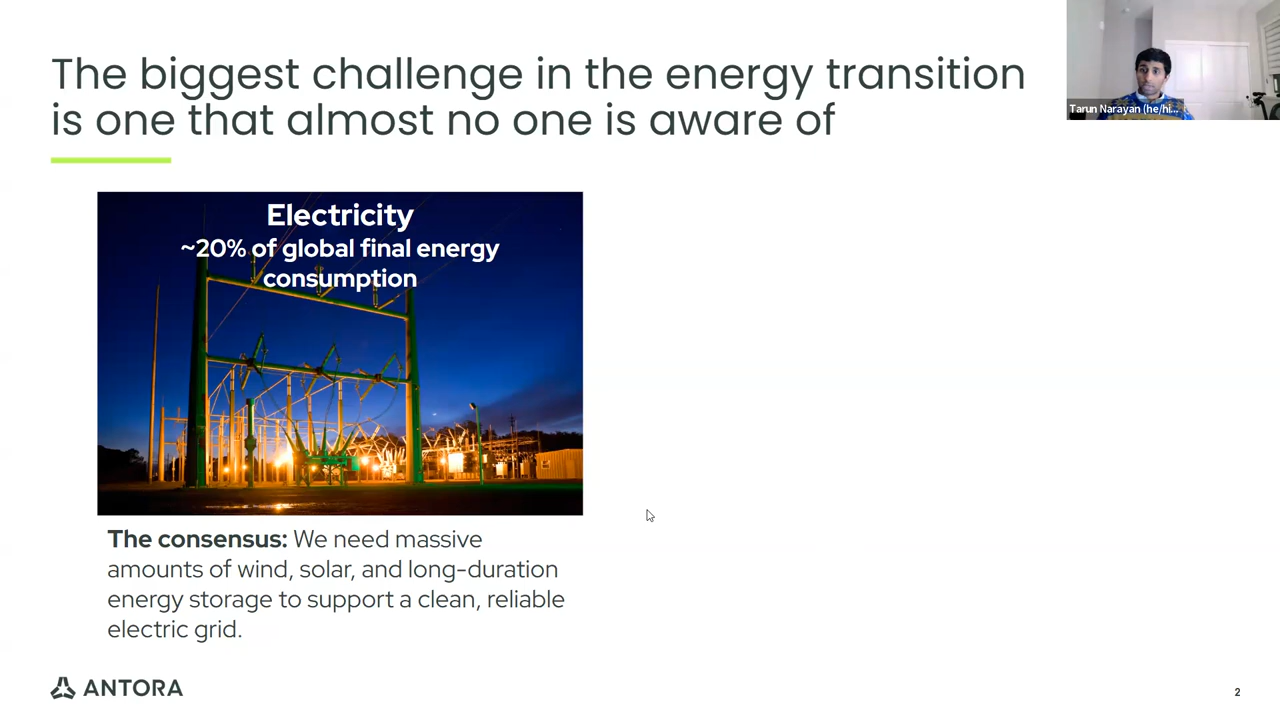 The biggest challenge in the energy transition
is one that almost no one is aware of
Tarun Narayan (he/hi...
Electricity
~20% of global final energy
consumption
The consensus: We need massive
amounts of wind, solar, and long-duration
energy storage to support a clean, reliable
electric grid.
ANTORA
2